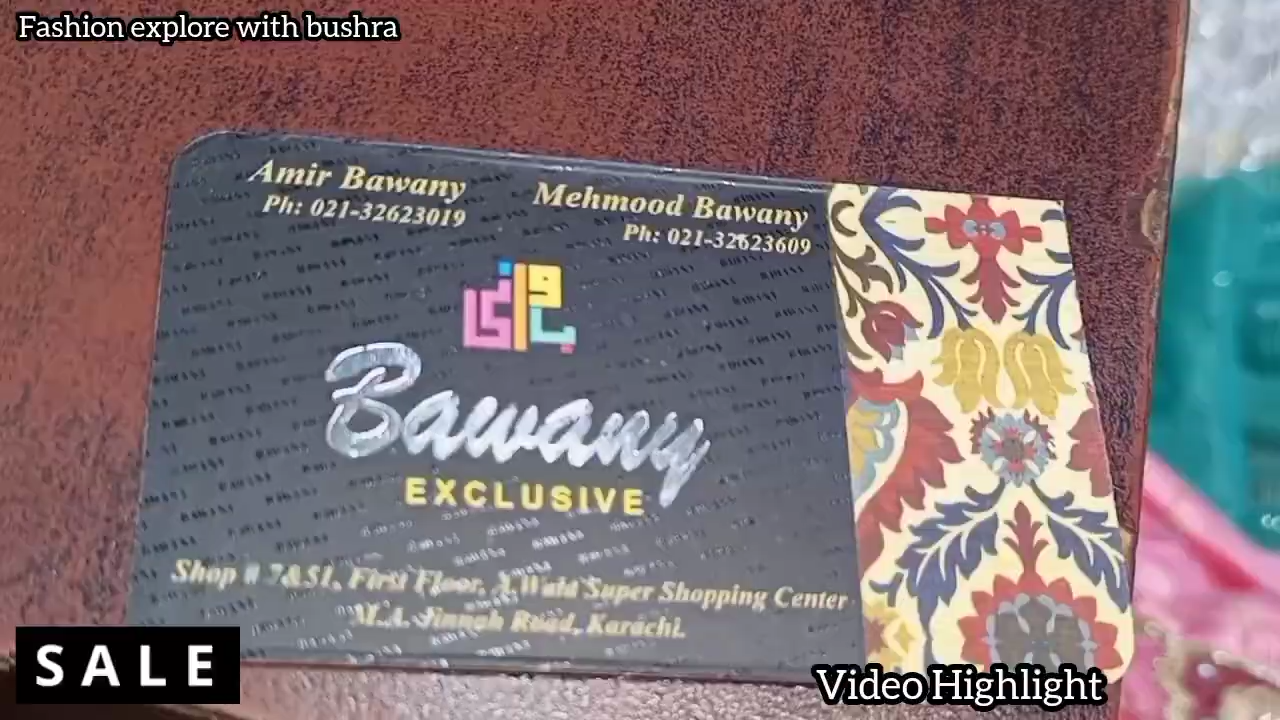 Fashion explore with bushra
Amir Bawany
Ph: 021-32623019
Mehmood Bawany
Ph: 021-32623609
باوانی
Bawany
EXCLUSIVE
Shop # 7&51, First Floor, Super Shopping Center
M.A. Jinnah Road, Karachi.
SALE
Video Highlight